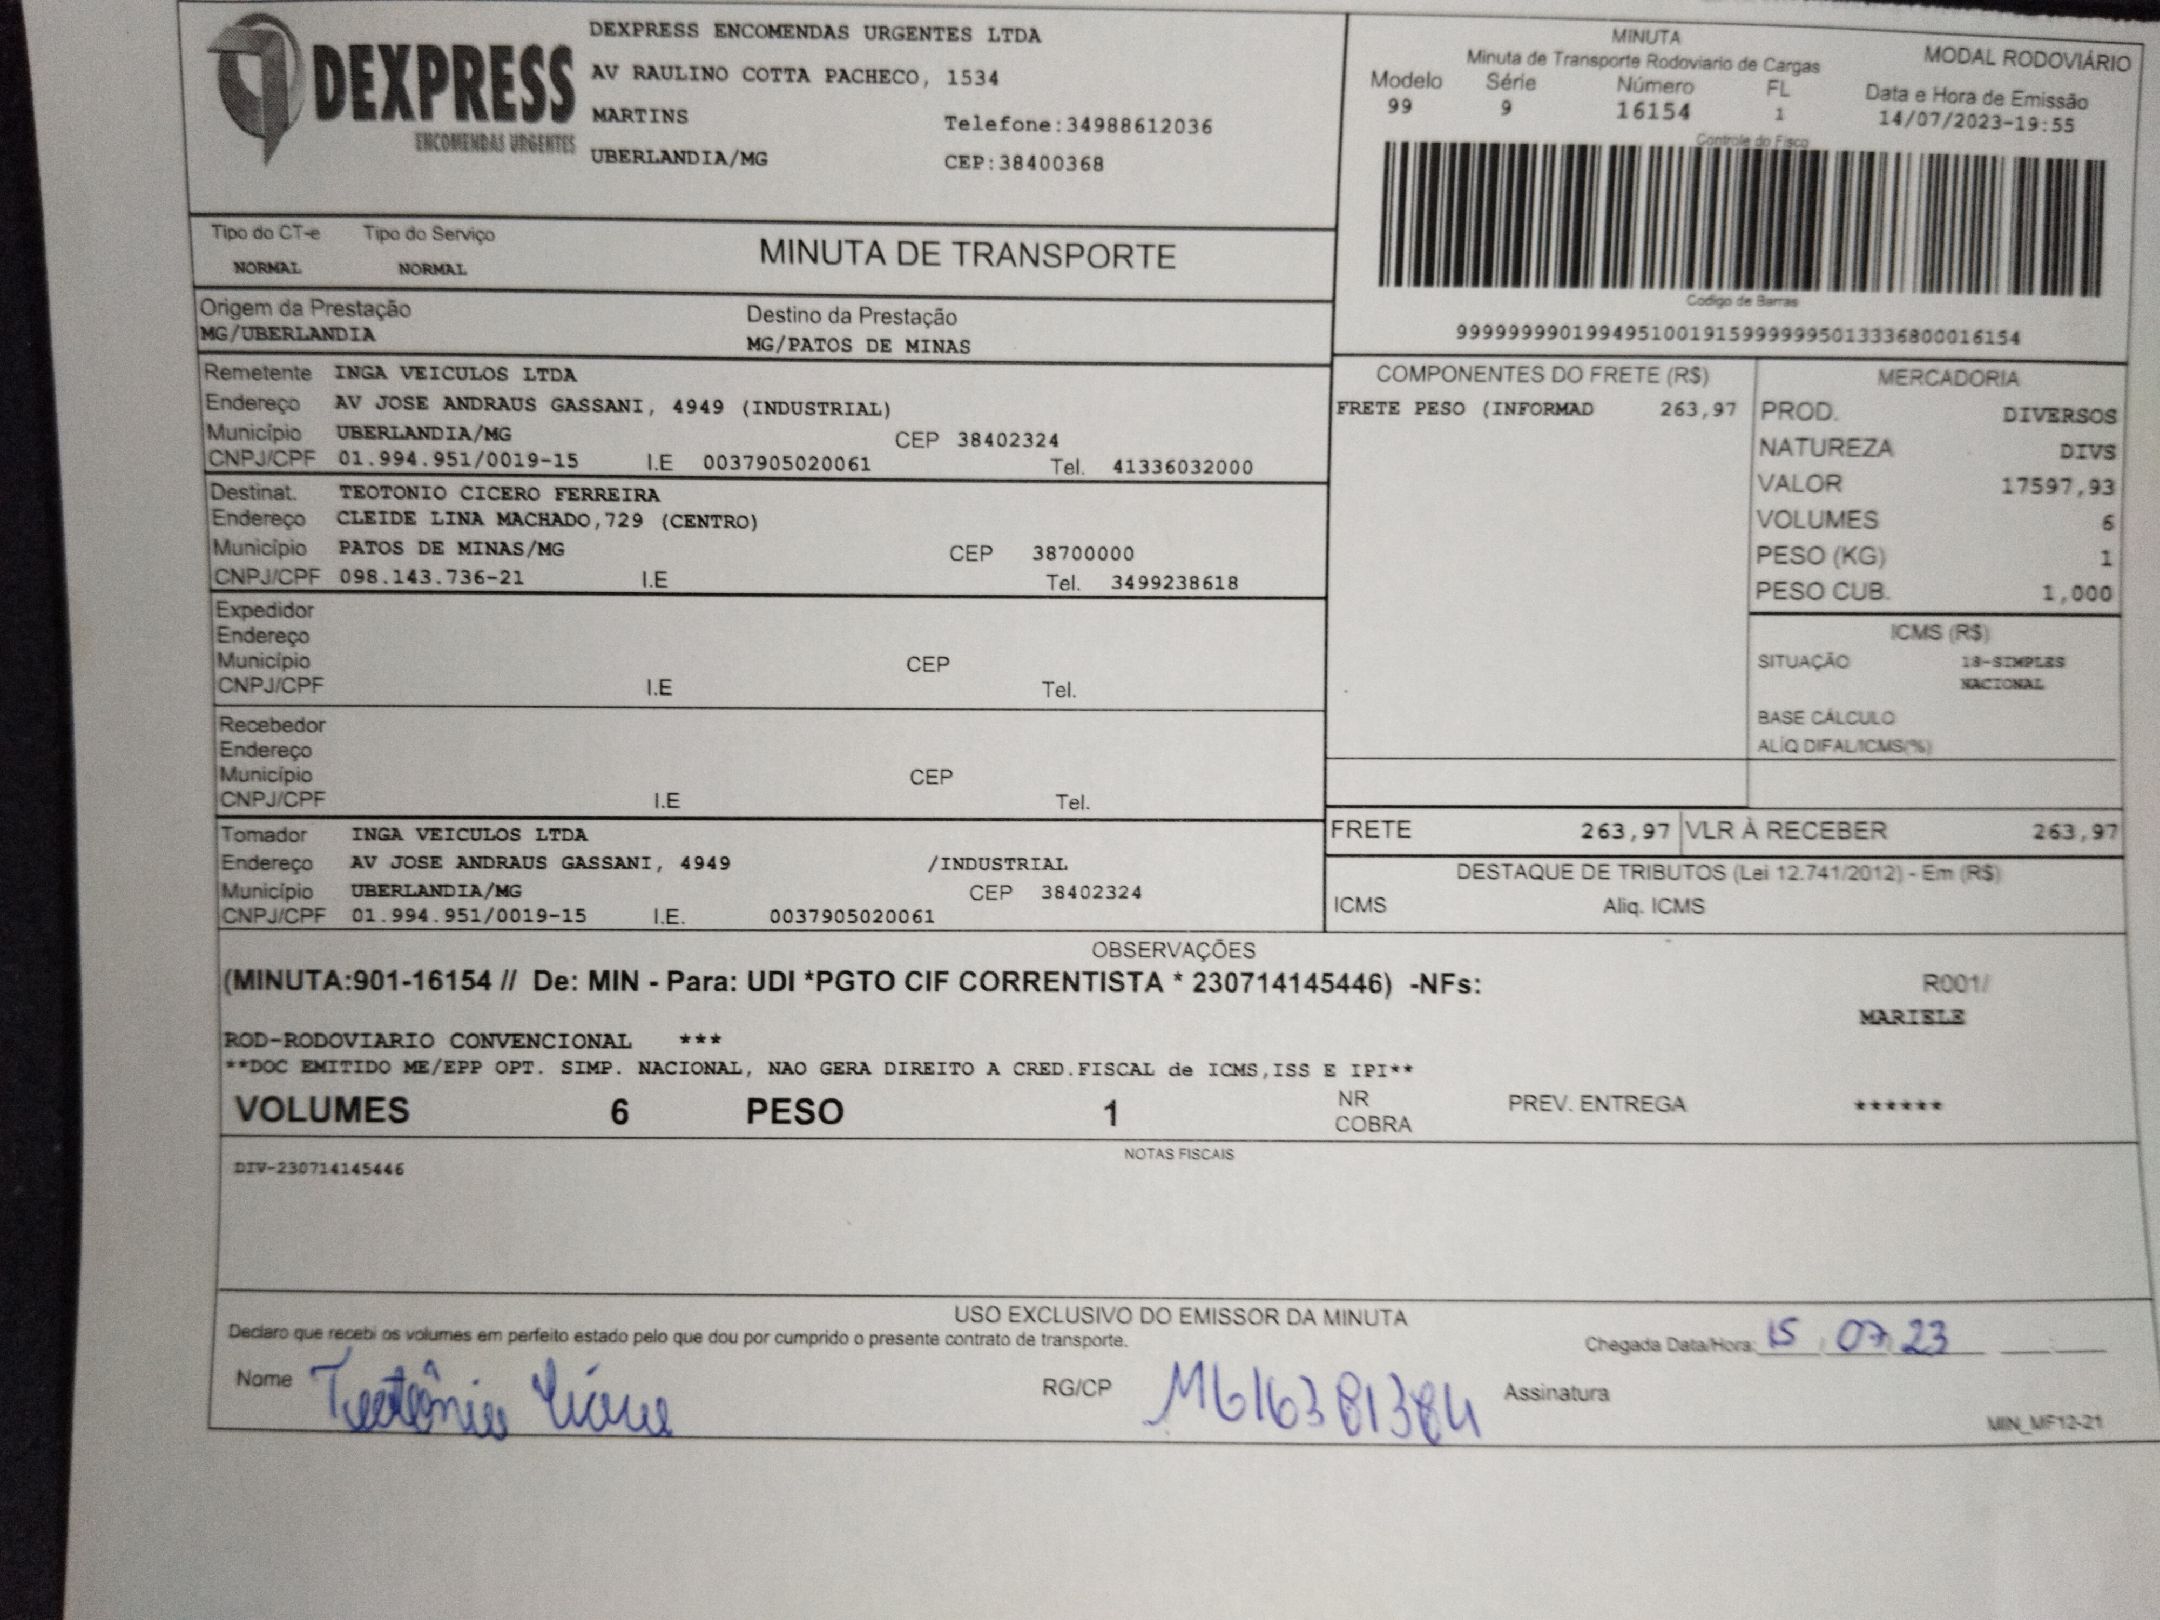 DEXPRESS
ENCOMENDAS URGENTES
DEXPRESS ENCOMENDAS URGENTES LTDA
AV RAULINO COTTA PACHECO, 1534
MARTINS Telefone:34988612036
UBERLANDIA/MG CEP:38400368
MINUTA
Minuta de Transporte Rodoviario de Cargas
MODAL RODOVIÁRIO
Modelo Série Número FL Data e Hora de Emissão
99 9 16154 1 14/07/2023-19:55
Controle do Fisco
Codigo de Barras
Tipo do CT-e Tipo do Serviço
NORMAL NORMAL
MINUTA DE TRANSPORTE
Origem da Prestação Destino da Prestação
MG/UBERLANDIA MG/PATOS DE MINAS
Remetente INGA VEICULOS LTDA
Endereço AV JOSE ANDRAUS GASSANI, 4949 (INDUSTRIAL)
Município UBERLANDIA/MG CEP 38402324
CNPJ/CPF 01.994.951/0019-15 I.E 0037905020061 Tel. 41336032000
Destinat. TEOTONIO CICERO FERREIRA
Endereço CLEIDE LINA MACHADO,729 (CENTRO)
Município PATOS DE MINAS/MG CEP 38700000
CNPJ/CPF 098.143.736-21 I.E Tel. 3499238618
Expedidor
Endereço
Município CEP
CNPJ/CPF I.E Tel.
Recebedor
Endereço
Município CEP
CNPJ/CPF I.E Tel.
Tomador INGA VEICULOS LTDA
Endereço AV JOSE ANDRAUS GASSANI, 4949 /INDUSTRIAL
Município UBERLANDIA/MG CEP 38402324
CNPJ/CPF 01.994.951/0019-15 I.E. 0037905020061
COMPONENTES DO FRETE (R$)
FRETE PESO (INFORMAD 263,97
MERCADORIA
PROD. DIVERSOS
NATUREZA DIVS
VALOR 17597,93
VOLUMES 6
PESO (KG) 1
PESO CUB. 1,000
ICMS (R$)
SITUAÇÃO 18-SIMPLES
NACIONAL
BASE CÁLCULO
ALÍQ DIFAL/ICMS(%)
FRETE 263,97 VLR À RECEBER 263,97
DESTAQUE DE TRIBUTOS (Lei 12.741/2012) - Em (R$)
ICMS Aliq. ICMS
OBSERVAÇÕES
(MINUTA:901-16154 // De: MIN - Para: UDI *PGTO CIF CORRENTISTA * 230714145446) -NFs: R001/
MARIELE
ROD-RODOVIARIO CONVENCIONAL ***
**DOC EMITIDO ME/EPP OPT. SIMP. NACIONAL, NAO GERA DIREITO A CRED.FISCAL de ICMS,ISS E IPI**
VOLUMES 6 PESO 1 NR COBRA PREV. ENTREGA ******
NOTAS FISCAIS
DIV-230714145446
USO EXCLUSIVO DO EMISSOR DA MINUTA
Declaro que recebi os volumes em perfeito estado pelo que dou por cumprido o presente contrato de transporte. Chegada Data/Hora: 15 07 23
Nome Teotônio RG/CP MG16381384 Assinatura
MIN_MF12-21